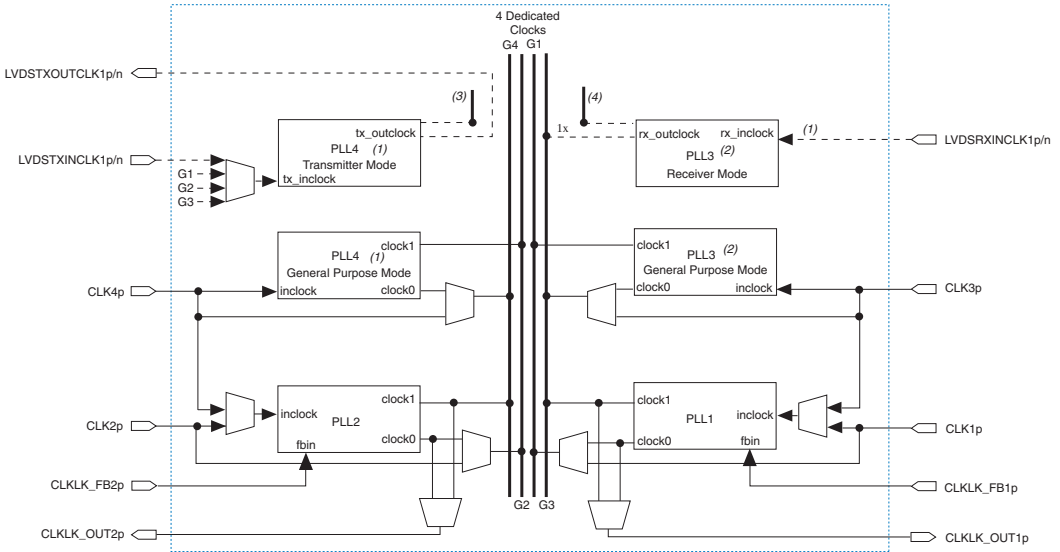 4 Dedicated
Clocks
G4 G1
LVDSTXOUTCLK1p/n
(3)
(4)
tx_outclock
PLL4 (1)
Transmitter Mode
tx_inclock
1x
rx_outclock rx_inclock
PLL3 (2)
Receiver Mode
(1)
LVDSRXINCLK1p/n
LVDSTXINCLK1p/n
G1
G2
G3
clock1
PLL4 (1)
General Purpose Mode
inclock clock0
clock1
PLL3 (2)
General Purpose Mode
clock0 inclock
CLK4p
CLK3p
clock1
inclock
PLL2
clock0
fbin
clock1
PLL1
inclock
clock0
fbin
CLK2p
CLK1p
CLKLK_FB2p
CLKLK_FB1p
G2 G3
CLKLK_OUT2p
CLKLK_OUT1p